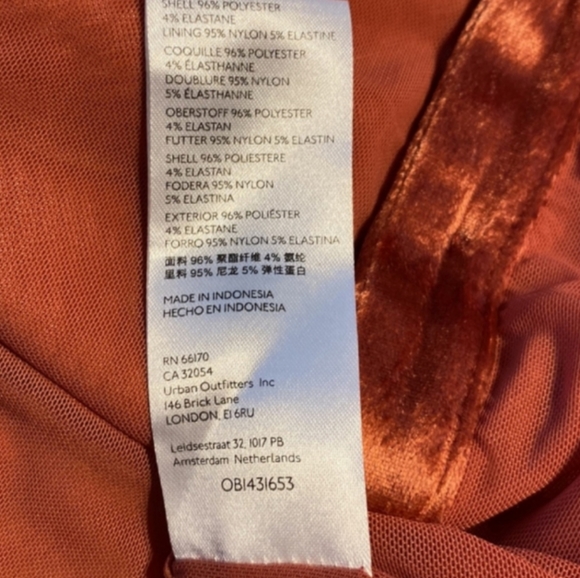 SHELL 96% POLYESTER
4% ELASTANE
LINING 95% NYLON 5% ELASTINE
COQUILLE 96% POLYESTER
4% ÉLASTHANNE
DOUBLURE 95% NYLON
5% ÉLASTHANNE
OBERSTOFF 96% POLYESTER
4% ELASTAN
FUTTER 95% NYLON 5% ELASTIN
SHELL 96% POLIESTERE
4% ELASTAN
FODERA 95% NYLON
5% ELASTINA
EXTERIOR 96% POLIÉSTER
4% ELASTANE
FORRO 95% NYLON 5% ELASTINA
面料 96% 聚酯纤维 4% 氨纶
里料 95% 尼龙 5% 弹性蛋白
MADE IN INDONESIA
HECHO EN INDONESIA
RN 66170
CA 32054
Urban Outfitters Inc
146 Brick Lane
LONDON, E1 6RU
Leidsestraat 32, 1017 PB
Amsterdam Netherlands
OB1431653